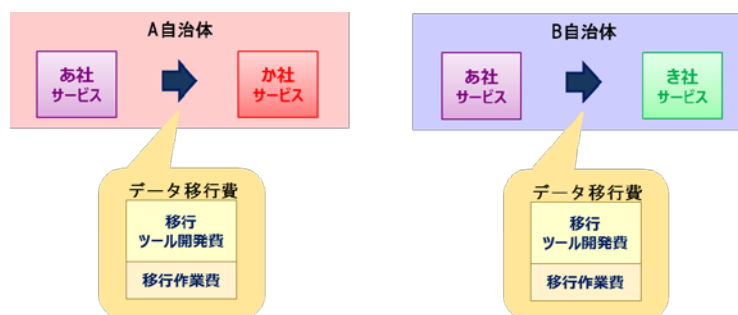 A自治体
あ社
サービス
か社
サービス
データ移行費
移行
ツール開発費
移行作業費
B自治体
あ社
サービス
き社
サービス
データ移行費
移行
ツール開発費
移行作業費